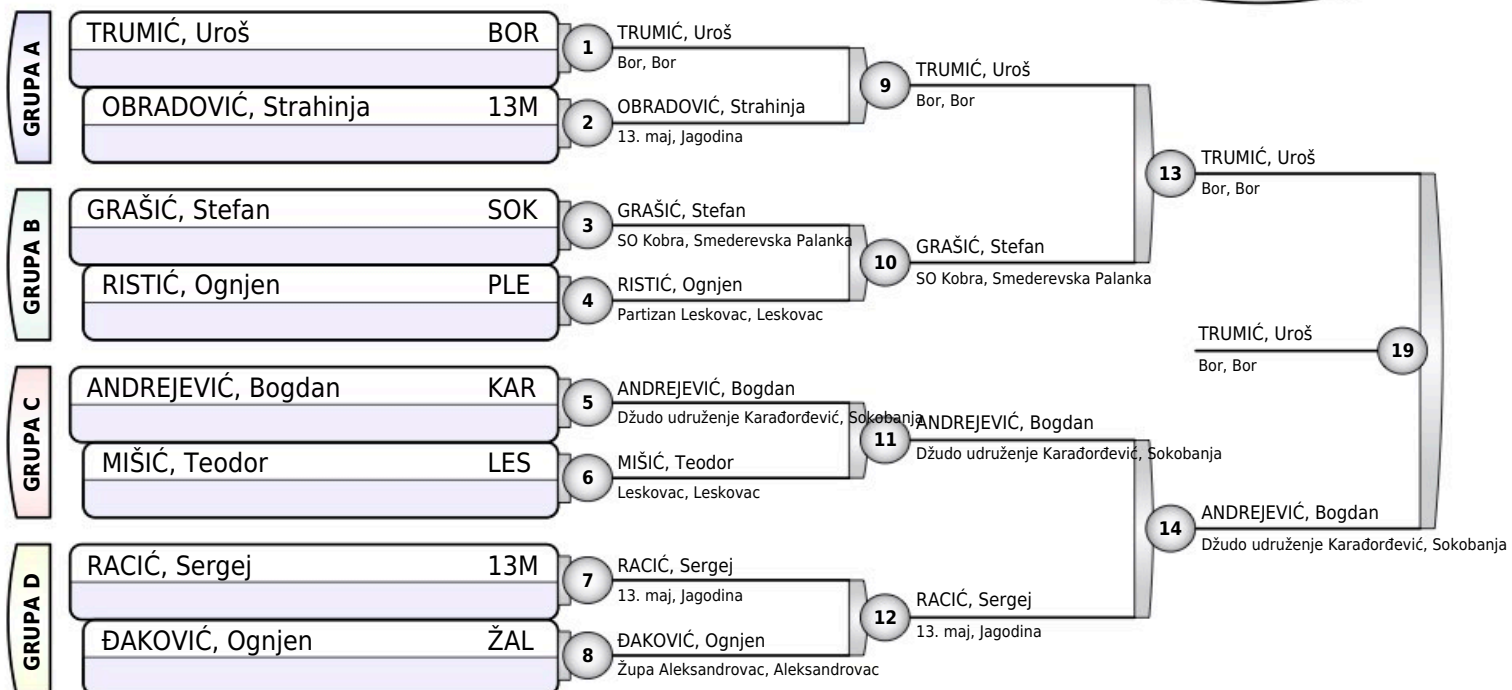 GRUPA A
TRUMIĆ, Uroš BOR
OBRADOVIĆ, Strahinja 13M
GRUPA B
GRAŠIĆ, Stefan SOK
RISTIĆ, Ognjen PLE
GRUPA C
ANDREJEVIĆ, Bogdan KAR
MIŠIĆ, Teodor LES
GRUPA D
RACIĆ, Sergej 13M
ĐAKOVIĆ, Ognjen ŽAL
1
TRUMIĆ, Uroš
Bor, Bor
2
OBRADOVIĆ, Strahinja
13. maj, Jagodina
3
GRAŠIĆ, Stefan
SO Kobra, Smederevska Palanka
4
RISTIĆ, Ognjen
Partizan Leskovac, Leskovac
5
ANDREJEVIĆ, Bogdan
Džudo udruženje Karađorđević, Sokobanja
6
MIŠIĆ, Teodor
Leskovac, Leskovac
7
RACIĆ, Sergej
13. maj, Jagodina
8
ĐAKOVIĆ, Ognjen
Župa Aleksandrovac, Aleksandrovac
9
TRUMIĆ, Uroš
Bor, Bor
10
GRAŠIĆ, Stefan
SO Kobra, Smederevska Palanka
11
ANDREJEVIĆ, Bogdan
Džudo udruženje Karađorđević, Sokobanja
12
RACIĆ, Sergej
13. maj, Jagodina
13
TRUMIĆ, Uroš
Bor, Bor
14
ANDREJEVIĆ, Bogdan
Džudo udruženje Karađorđević, Sokobanja
TRUMIĆ, Uroš
Bor, Bor
19